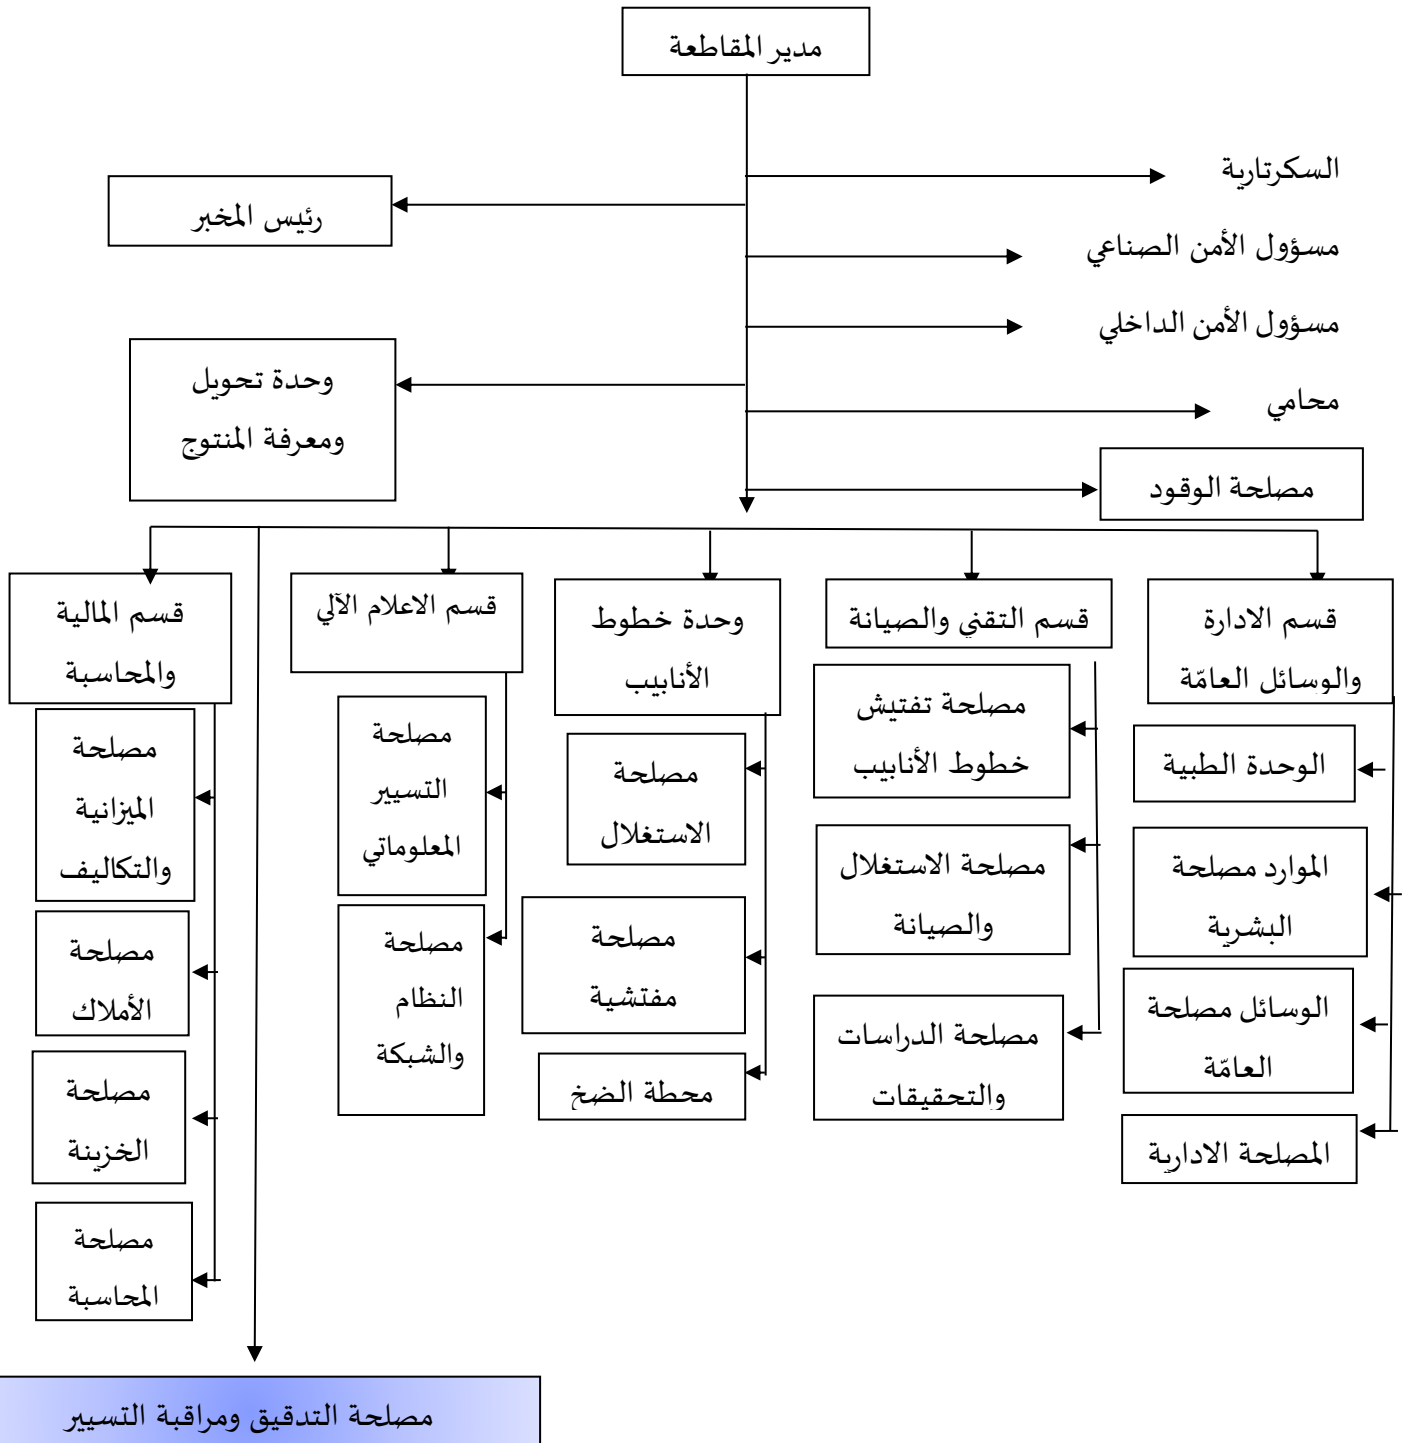 مدير المقاطعة
السكرتارية
رئيس المخبر
مسؤول الأمن الصناعي
مسؤول الأمن الداخلي
وحدة تحويل
ومعرفة المنتوج
محامي
مصلحة الوقود
قسم الادارة
والوسائل العامّة
الوحدة الطبية
الموارد مصلحة
البشرية
الوسائل مصلحة
العامّة
المصلحة الادارية
قسم التقني والصيانة
مصلحة تفتيش
خطوط الأنابيب
مصلحة الاستغلال
والصيانة
مصلحة الدراسات
والتحقيقات
وحدة خطوط
الأنابيب
مصلحة
الاستغلال
مصلحة
مفتشية
محطة الضخ
قسم الاعلام الآلي
مصلحة
التسيير
المعلوماتي
مصلحة
النظام
والشبكة
قسم المالية
والمحاسبة
مصلحة
الميزانية
والتكاليف
مصلحة
الأملاك
مصلحة
الخزينة
مصلحة
المحاسبة
مصلحة التدقيق ومراقبة التسيير